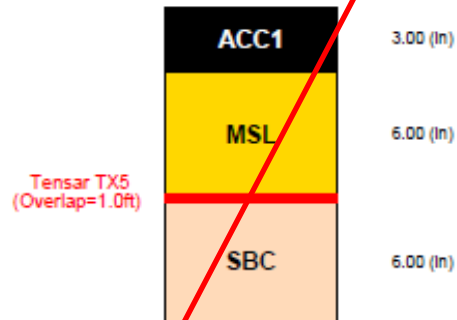 ACC1
3.00 (in)
MSL
6.00 (in)
Tensar TX5
(Overlap=1.0ft)
SBC
6.00 (in)